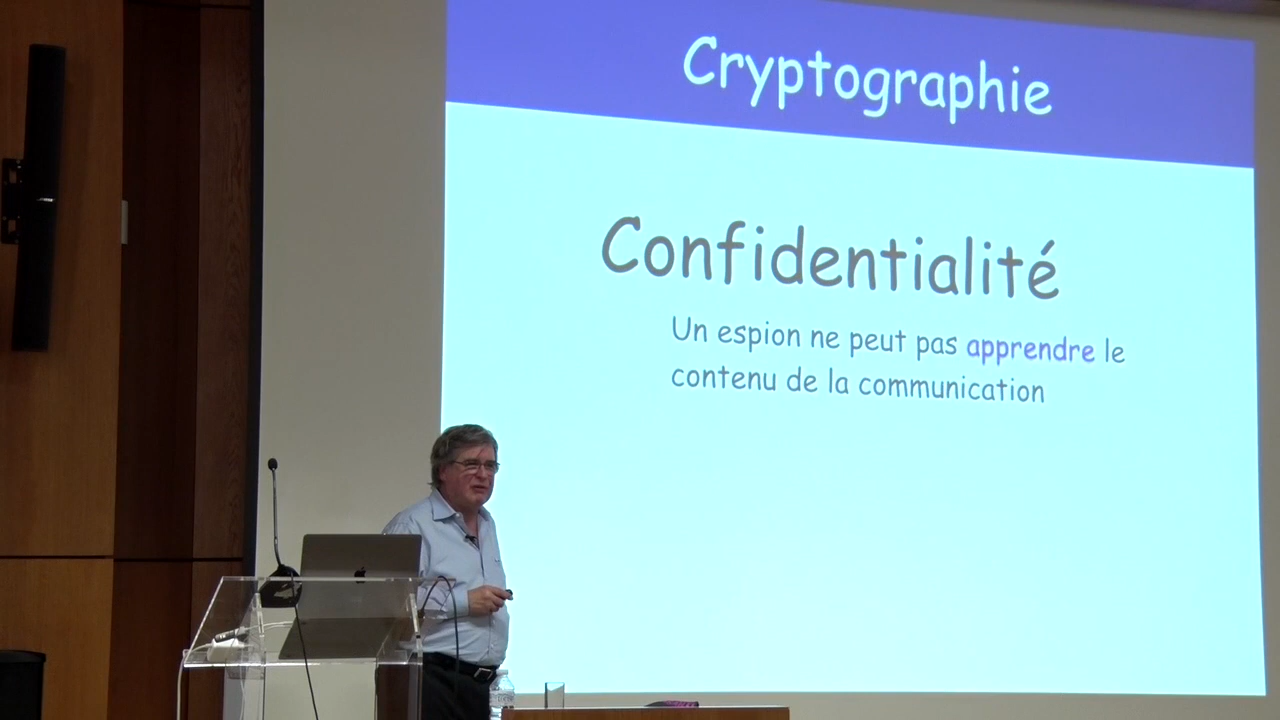 Cryptographie
Confidentialité
Un espion ne peut pas apprendre le
contenu de la communication